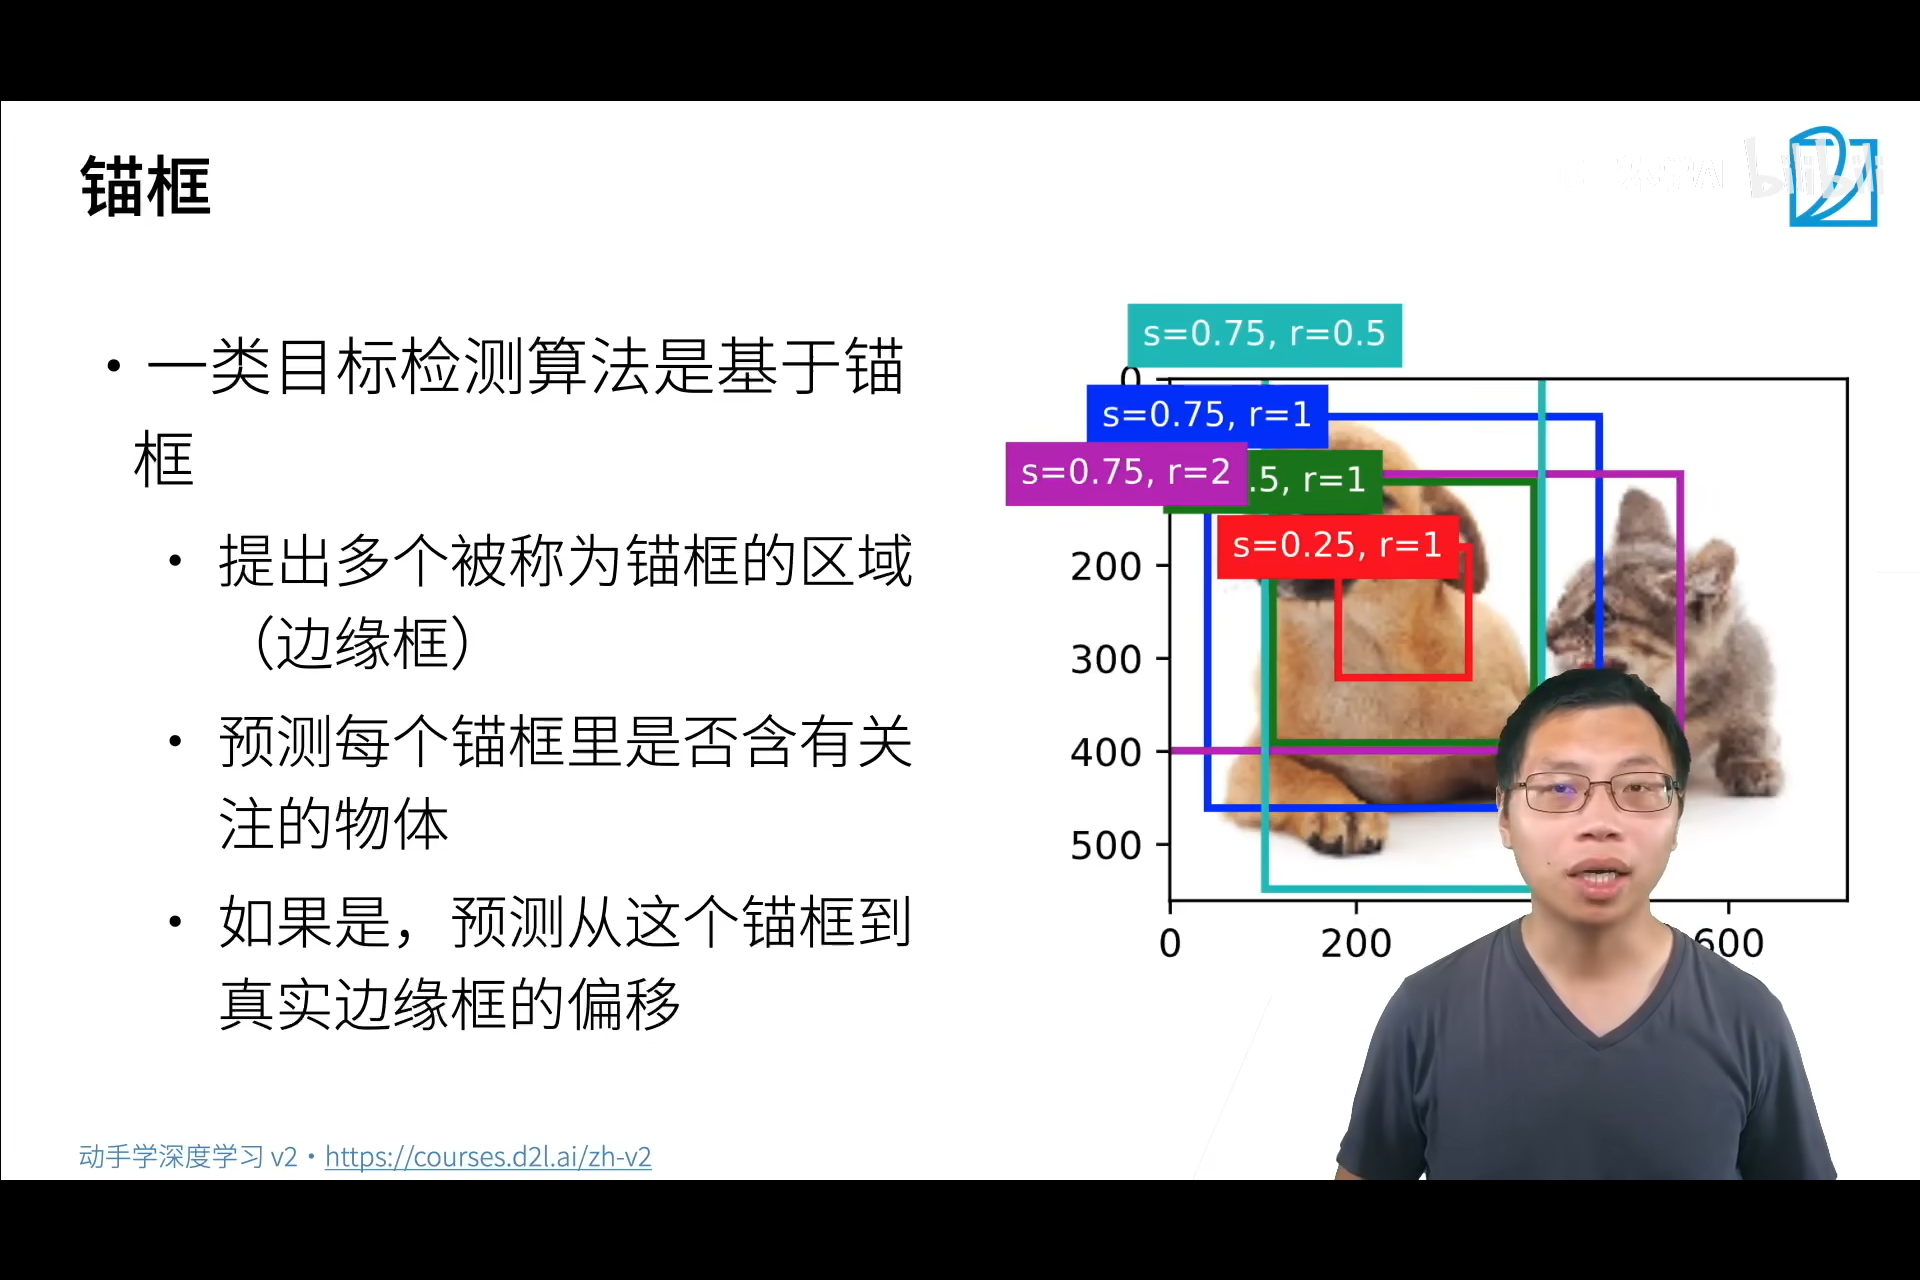 锚框
bilibili
• 一类目标检测算法是基于锚
框
• 提出多个被称为锚框的区域
（边缘框）
• 预测每个锚框里是否含有关
注的物体
• 如果是，预测从这个锚框到
真实边缘框的偏移
s=0.75, r=0.5
0
s=0.75, r=1
s=0.75, r=2
.5, r=1
s=0.25, r=1
200
300
400
500
0
200
600
动手学深度学习 v2 • https://courses.d2l.ai/zh-v2